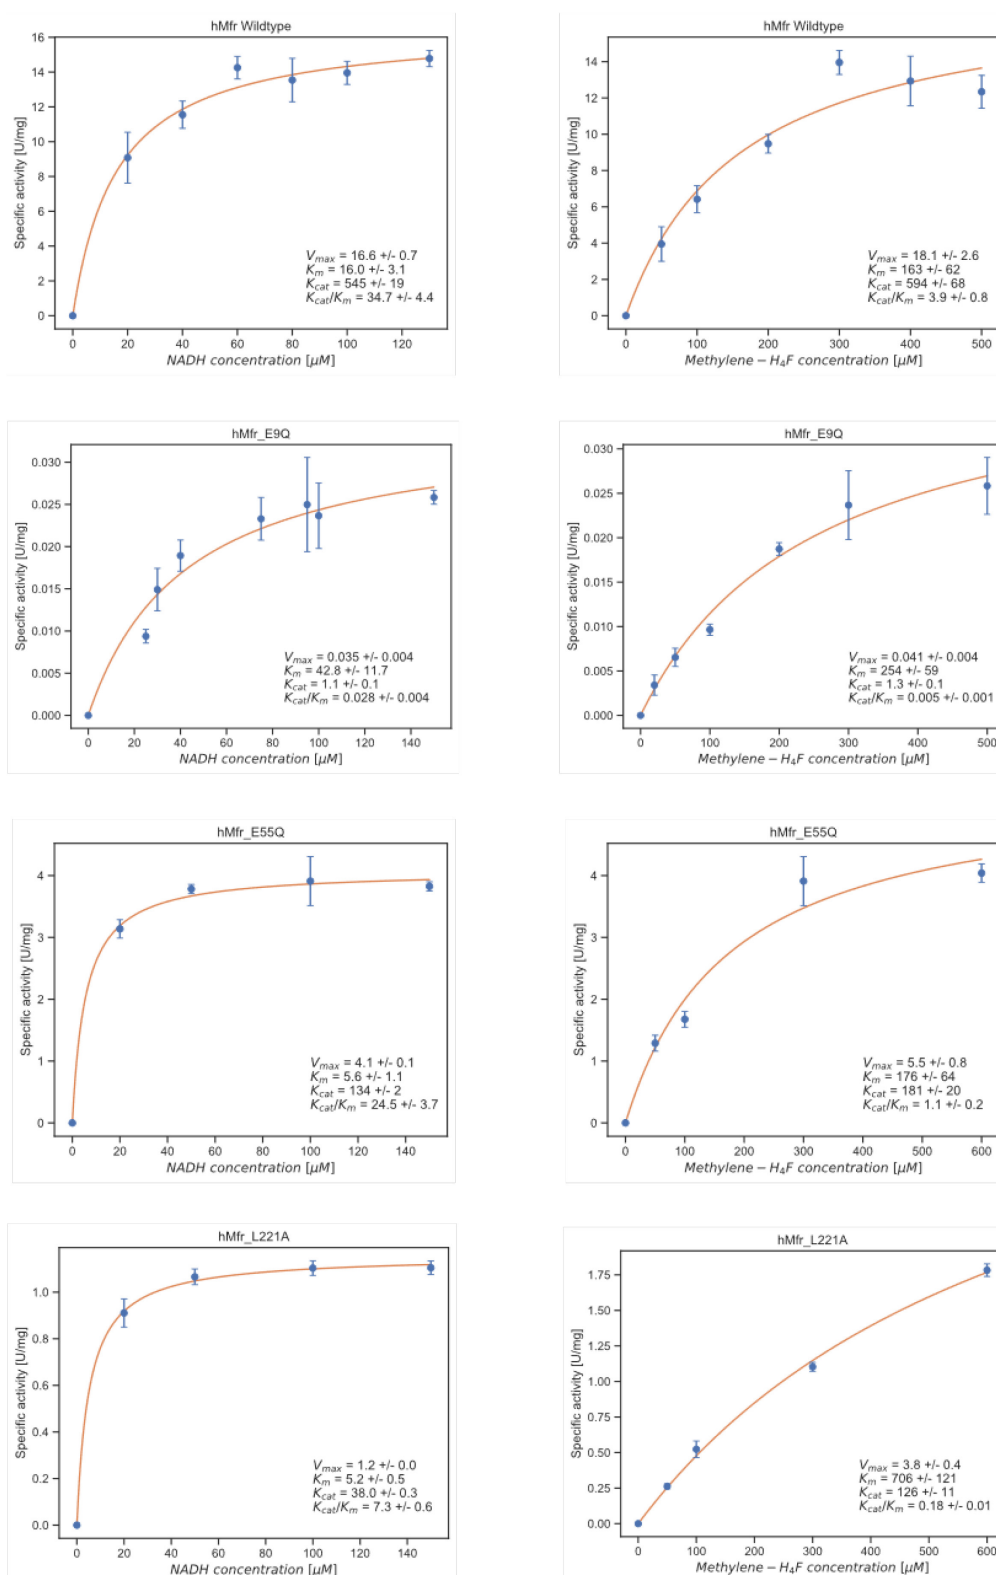 hMfr Wildtype
Specific activity [U/mg]
16
14
12
10
8
6
4
2
0
V_max = 16.6 +/- 0.7
K_m = 16.0 +/- 3.1
K_cat = 545 +/- 19
K_cat/K_m = 34.7 +/- 4.4
0 20 40 60 80 100 120
NADH concentration [μM]
hMfr Wildtype
Specific activity [U/mg]
14
12
10
8
6
4
2
0
V_max = 18.1 +/- 2.6
K_m = 163 +/- 62
K_cat = 594 +/- 68
K_cat/K_m = 3.9 +/- 0.8
0 100 200 300 400 500
Methylene − H₄F concentration [μM]
hMfr_E9Q
Specific activity [U/mg]
0.030
0.025
0.020
0.015
0.010
0.005
0.000
V_max = 0.035 +/- 0.004
K_m = 42.8 +/- 11.7
K_cat = 1.1 +/- 0.1
K_cat/K_m = 0.028 +/- 0.004
0 20 40 60 80 100 120 140
NADH concentration [μM]
hMfr_E9Q
Specific activity [U/mg]
0.030
0.025
0.020
0.015
0.010
0.005
0.000
V_max = 0.041 +/- 0.004
K_m = 254 +/- 59
K_cat = 1.3 +/- 0.1
K_cat/K_m = 0.005 +/- 0.001
0 100 200 300 400 500
Methylene − H₄F concentration [μM]
hMfr_E55Q
Specific activity [U/mg]
4
3
2
1
0
V_max = 4.1 +/- 0.1
K_m = 5.6 +/- 1.1
K_cat = 134 +/- 2
K_cat/K_m = 24.5 +/- 3.7
0 20 40 60 80 100 120 140
NADH concentration [μM]
hMfr_E55Q
Specific activity [U/mg]
4
3
2
1
0
V_max = 5.5 +/- 0.8
K_m = 176 +/- 64
K_cat = 181 +/- 20
K_cat/K_m = 1.1 +/- 0.2
0 100 200 300 400 500 600
Methylene − H₄F concentration [μM]
hMfr_L221A
Specific activity [U/mg]
1.0
0.8
0.6
0.4
0.2
0.0
V_max = 1.2 +/- 0.0
K_m = 5.2 +/- 0.5
K_cat = 38.0 +/- 0.3
K_cat/K_m = 7.3 +/- 0.6
0 20 40 60 80 100 120 140
NADH concentration [μM]
hMfr_L221A
Specific activity [U/mg]
1.75
1.50
1.25
1.00
0.75
0.50
0.25
0.00
V_max = 3.8 +/- 0.4
K_m = 706 +/- 121
K_cat = 126 +/- 11
K_cat/K_m = 0.18 +/- 0.01
0 100 200 300 400 500 600
Methylene − H₄F concentration [μM]